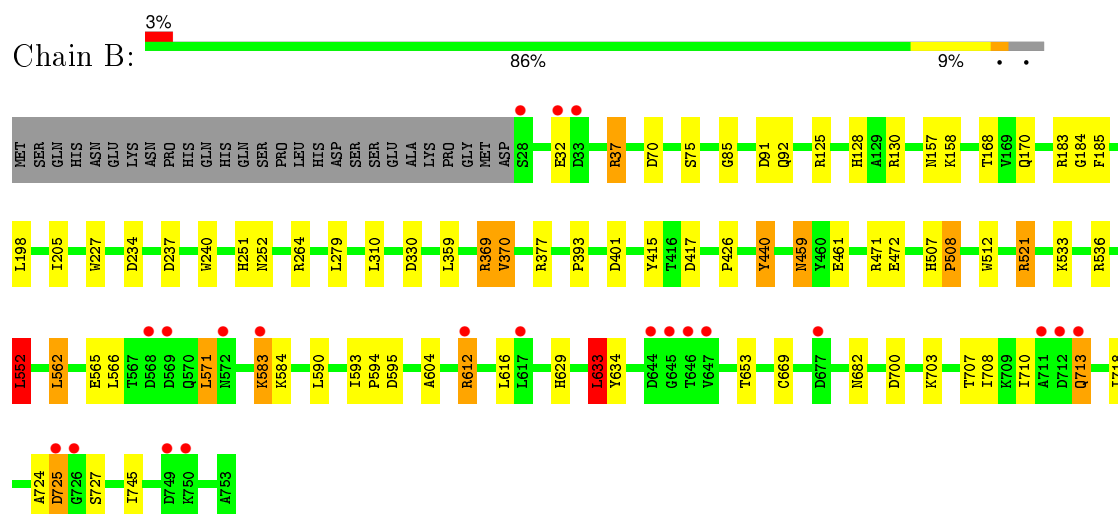 3%
Chain B:
86% 9% • •
MET SER GLN HIS ASN GLU LYS ASN PRO HIS GLN HIS GLN SER PRO LEU HIS ASP SER SER GLU ALA LYS PRO GLY MET ASP S28 E32 D33 R37 D70 S75 G85 D91 Q92 R125 H128 A129 R130 N157 K158 T168 V169 Q170 R183 G184 F185
L198 I205 W227 D234 D237 W240 H251 N252 R264 L279 L310 D330 L359 R369 V370 R377 P393 D401 Y415 T416 D417 P426 Y440 N459 Y460 E461 R471 E472 H507 P508 W512 R521 K533 R536
L552 L562 E565 L566 T567 D568 D569 Q570 L571 N572 K583 K584 L590 I593 P594 D595 A604 R612 L616 L617 H629 L633 Y634 D644 G645 T646 V647 T653 C669 D677 N682 D700 K703 T707 I708 K709 I710 A711 D712 Q713 I718
A724 D725 G726 S727 I745 D749 K750 A753